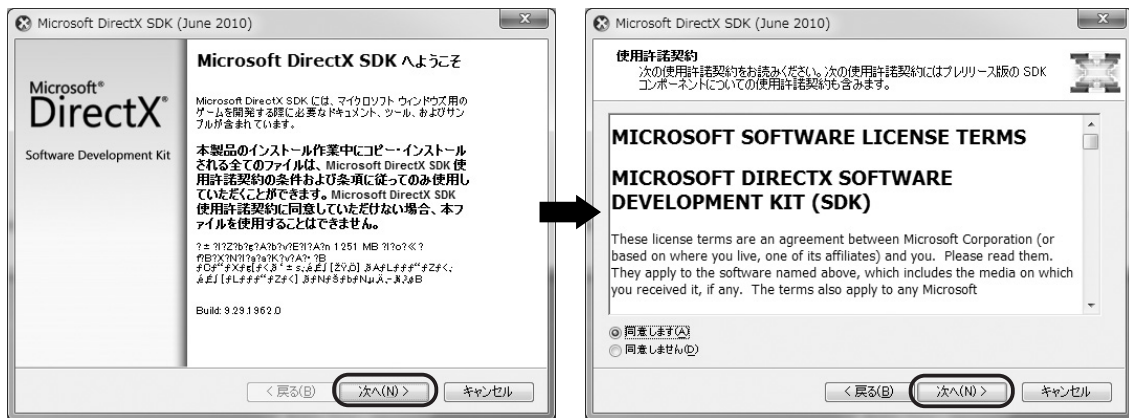 Microsoft DirectX SDK (June 2010)
Microsoft®
DirectX®
Software Development Kit
Microsoft DirectX SDK へようこそ
Microsoft DirectX SDK には、マイクロソフト ウィンドウズ用の
ゲームを開発する際に必要なドキュメント、ツール、およびサン
プルが含まれています。
本製品のインストール作業中にコピー・インストール
される全てのファイルは、Microsoft DirectX SDK 使
用許諾契約の条件および条項に従ってのみ使用し
ていただくことができます。Microsoft DirectX SDK
使用許諾契約に同意していただけない場合、本フ
ァイルを使用することはできません。
1251 MB
Build: 9.29.1962.0
< 戻る(B)
次へ(N) >
キャンセル
Microsoft DirectX SDK (June 2010)
使用許諾契約
次の使用許諾契約をお読みください。次の使用許諾契約にはプレリリース版の SDK
コンポーネントについての使用許諾契約も含みます。
MICROSOFT SOFTWARE LICENSE TERMS
MICROSOFT DIRECTX SOFTWARE
DEVELOPMENT KIT (SDK)
These license terms are an agreement between Microsoft Corporation (or
based on where you live, one of its affiliates) and you. Please read them.
They apply to the software named above, which includes the media on which
you received it, if any. The terms also apply to any Microsoft
同意します(A)
同意しません(D)
< 戻る(B)
次へ(N) >
キャンセル